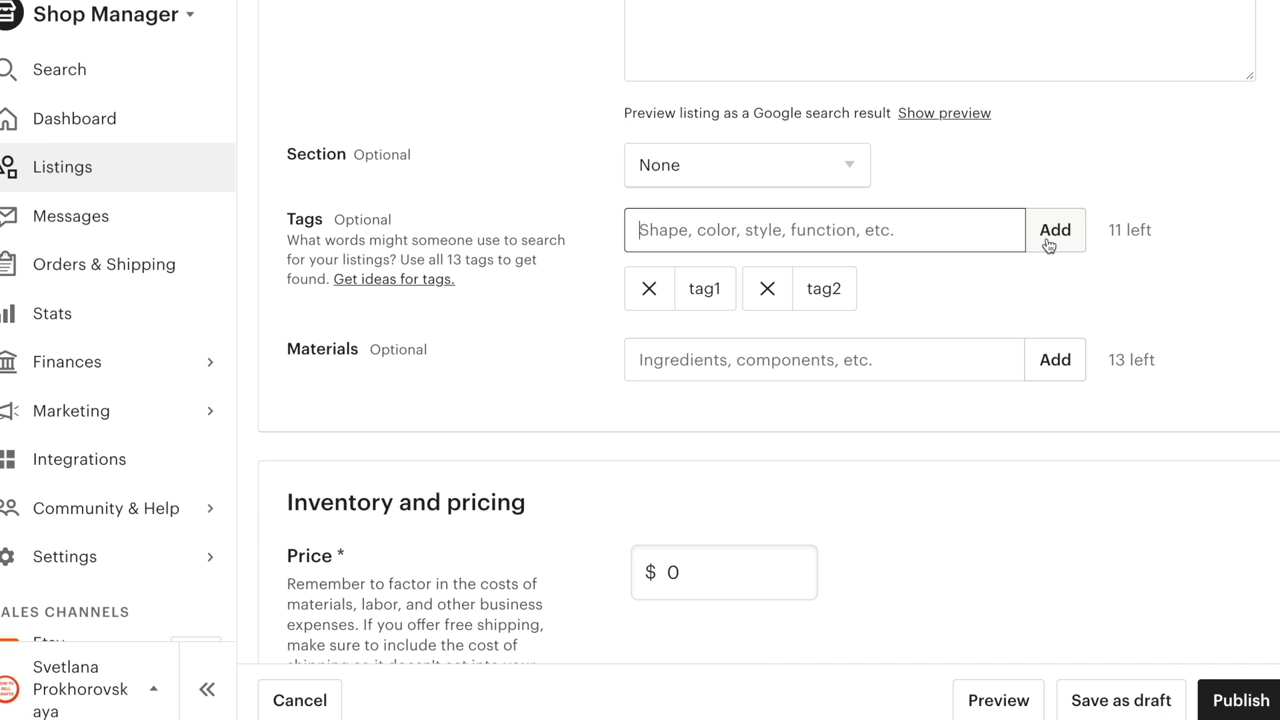 Shop Manager
Search
Dashboard
Listings
Messages
Orders & Shipping
Stats
Finances
Marketing
Integrations
Community & Help
Settings
ALES CHANNELS
Svetlana
Prokhorovsk
aya
Preview listing as a Google search result Show preview
Section Optional
None
Tags Optional
What words might someone use to search
for your listings? Use all 13 tags to get
found. Get ideas for tags.
Shape, color, style, function, etc.
Add
11 left
tag1
tag2
Materials Optional
Ingredients, components, etc.
Add
13 left
Inventory and pricing
Price *
Remember to factor in the costs of
materials, labor, and other business
expenses. If you offer free shipping,
make sure to include the cost of
$ 0
Cancel
Preview
Save as draft
Publish